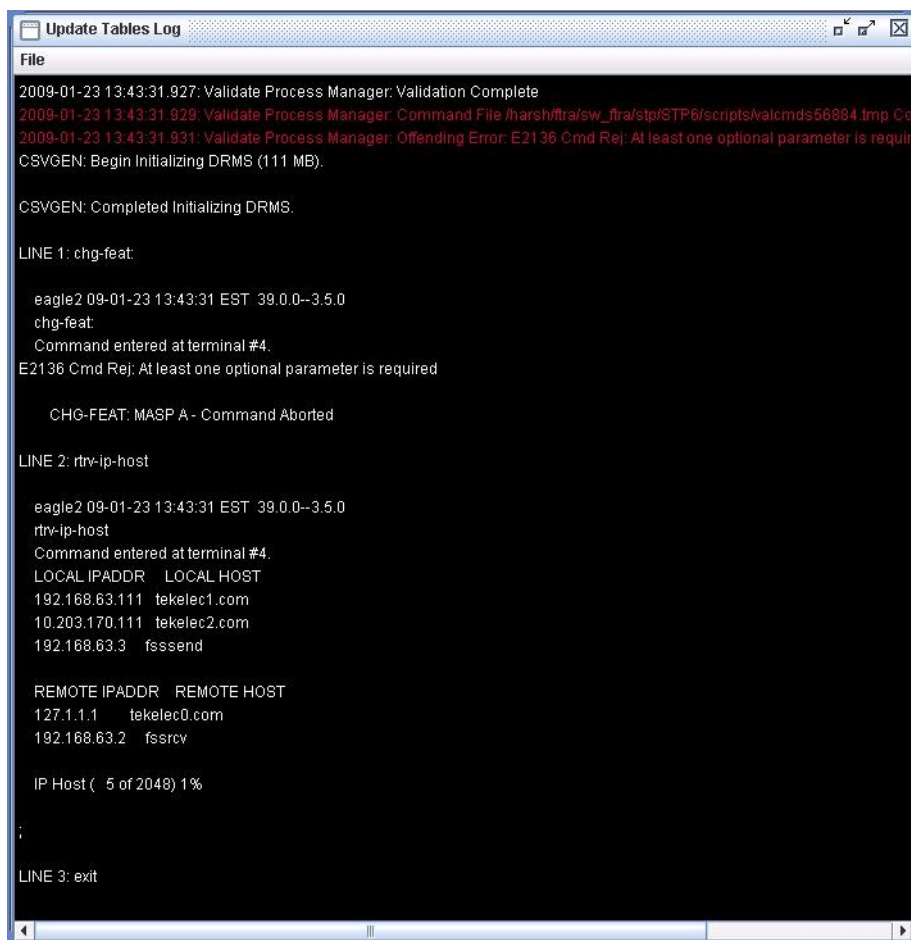 Update Tables Log
File
2009-01-23 13:43:31.927: Validate Process Manager: Validation Complete
2009-01-23 13:43:31.929: Validate Process Manager: Command File /harsh/ftra/sw_ftra/stp/STP6/scripts/valcmds56884.tmp Co
2009-01-23 13:43:31.931: Validate Process Manager: Offending Error: E2136 Cmd Rej: At least one optional parameter is requir
CSVGEN: Begin Initializing DRMS (111 MB).
CSVGEN: Completed Initializing DRMS.
LINE 1: chg-feat:
eagle2 09-01-23 13:43:31 EST 39.0.0--3.5.0
chg-feat:
Command entered at terminal #4.
E2136 Cmd Rej: At least one optional parameter is required
CHG-FEAT: MASP A - Command Aborted
LINE 2: rtrv-ip-host
eagle2 09-01-23 13:43:31 EST 39.0.0--3.5.0
rtrv-ip-host
Command entered at terminal #4.
LOCAL IPADDR LOCAL HOST
192.168.63.111 tekelec1.com
10.203.170.111 tekelec2.com
192.168.63.3 fsssend
REMOTE IPADDR REMOTE HOST
127.1.1.1 tekelec0.com
192.168.63.2 fssrcv
IP Host ( 5 of 2048) 1%
;
LINE 3: exit